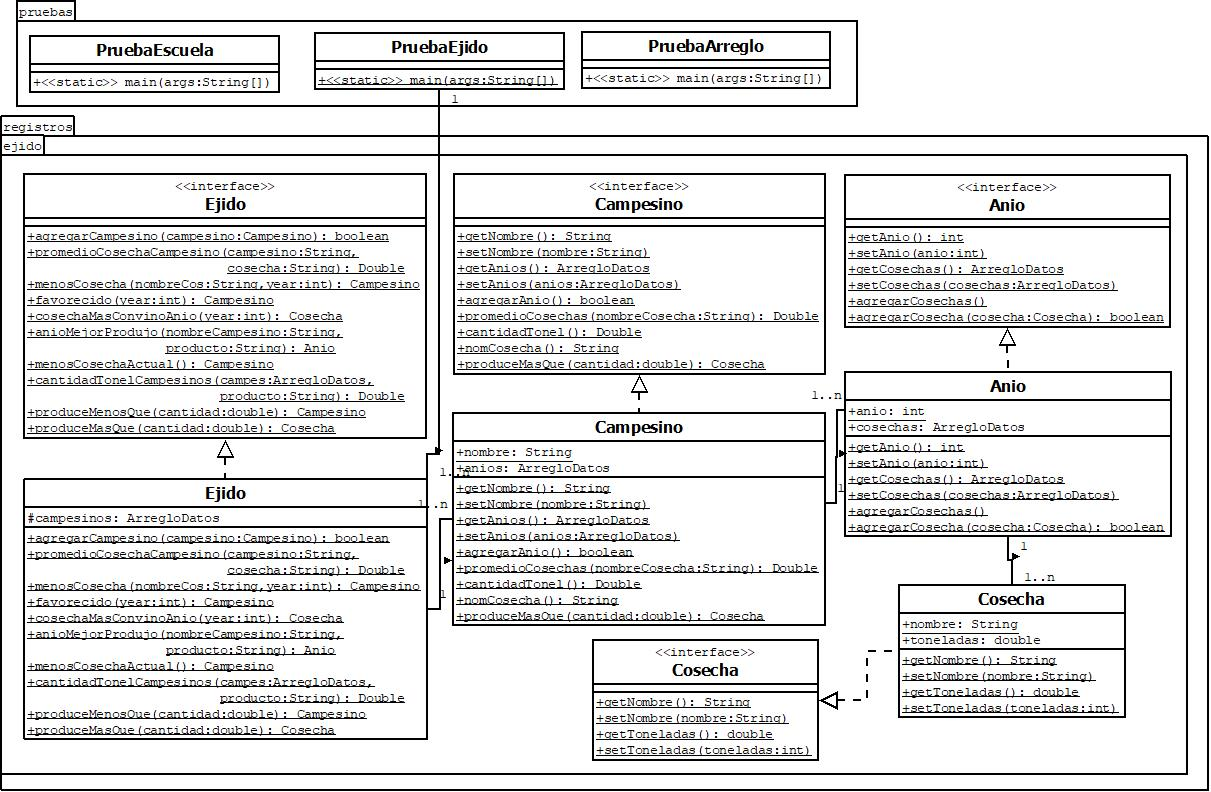 pruebas
PruebaEscuela
+<<static>> main(args:String[])
PruebaEjido
+<<static>> main(args:String[])
PruebaArreglo
+<<static>> main(args:String[])
1
registros
ejido
<<interface>>
Ejido
+agregarCampesino(campesino:Campesino): boolean
+promedioCosechaCampesino(campesino:String,
cosecha:String): Double
+menosCosecha(nombreCos:String,year:int): Campesino
+favorecido(year:int): Campesino
+cosechaMasConvinoAnio(year:int): Cosecha
+anioMejorProdujo(nombreCampesino:String,
producto:String): Anio
+menosCosechaActual(): Campesino
+cantidadTonelCampesinos(campes:ArregloDatos,
producto:String): Double
+produceMenosQue(cantidad:double): Campesino
+produceMasQue(cantidad:double): Cosecha
<<interface>>
Campesino
+getNombre(): String
+setNombre(nombre:String)
+getAnios(): ArregloDatos
+setAnios(anios:ArregloDatos)
+agregarAnio(): boolean
+promedioCosechas(nombreCosecha:String): Double
+cantidadTonel(): Double
+nomCosecha(): String
+produceMasQue(cantidad:double): Cosecha
<<interface>>
Anio
+getAnio(): int
+setAnio(anio:int)
+getCosechas(): ArregloDatos
+setCosechas(cosechas:ArregloDatos)
+agregarCosechas()
+agregarCosecha(cosecha:Cosecha): boolean
Ejido
#campesinos: ArregloDatos
+agregarCampesino(campesino:Campesino): boolean
+promedioCosechaCampesino(campesino:String,
cosecha:String): Double
+menosCosecha(nombreCos:String,year:int): Campesino
+favorecido(year:int): Campesino
+cosechaMasConvinoAnio(year:int): Cosecha
+anioMejorProdujo(nombreCampesino:String,
producto:String): Anio
+menosCosechaActual(): Campesino
+cantidadTonelCampesinos(campes:ArregloDatos,
producto:String): Double
+produceMenosQue(cantidad:double): Campesino
+produceMasQue(cantidad:double): Cosecha
1..n
1..n
1
Campesino
+nombre: String
+anios: ArregloDatos
+getNombre(): String
+setNombre(nombre:String)
+getAnios(): ArregloDatos
+setAnios(anios:ArregloDatos)
+agregarAnio(): boolean
+promedioCosechas(nombreCosecha:String): Double
+cantidadTonel(): Double
+nomCosecha(): String
+produceMasQue(cantidad:double): Cosecha
1..n
1
Anio
+anio: int
+cosechas: ArregloDatos
+getAnio(): int
+setAnio(anio:int)
+getCosechas(): ArregloDatos
+setCosechas(cosechas:ArregloDatos)
+agregarCosechas()
+agregarCosecha(cosecha:Cosecha): boolean
1
1..n
Cosecha
+nombre: String
+toneladas: double
+getNombre(): String
+setNombre(nombre:String)
+getToneladas(): double
+setToneladas(toneladas:int)
<<interface>>
Cosecha
+getNombre(): String
+setNombre(nombre:String)
+getToneladas(): double
+setToneladas(toneladas:int)